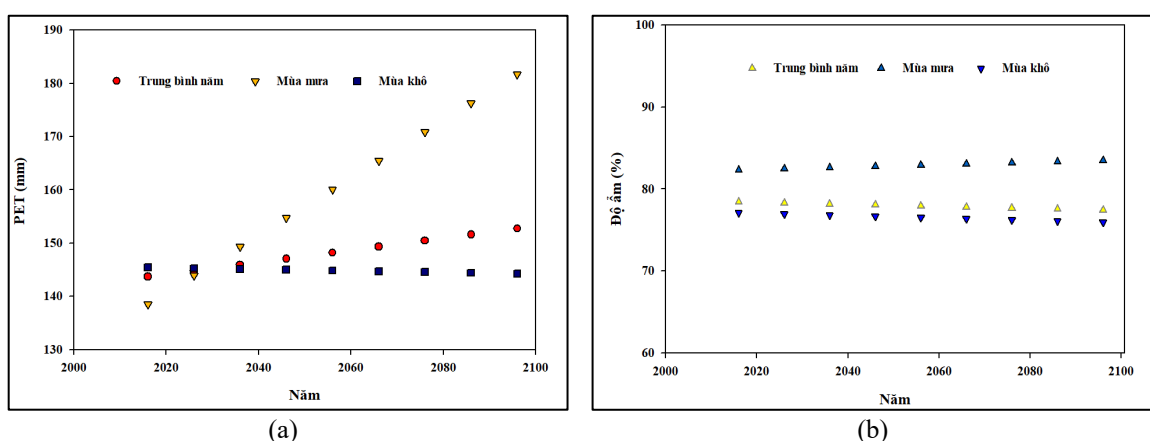 190
180
170
160
150
140
130
PET (mm)
Trung bình năm Mùa mưa Mùa khô
2000 2020 2040 2060 2080 2100
Năm
(a)
100
90
80
70
60
Độ ẩm (%)
Trung bình năm Mùa mưa Mùa khô
2000 2020 2040 2060 2080 2100
Năm
(b)